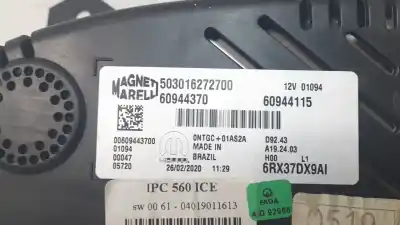 MAGNETI MARELLI
503016272700
60944370
12V 01094
60944115
00609443700
01094
00047
05720
0NTGC+01AS2A
MADE IN
BRAZIL
26/02/2020 11:29
D92.43
A19.24.03
H00 L1
6RX37DX9AI
IPC 560 ICE
sw 00 61 - 04019011613